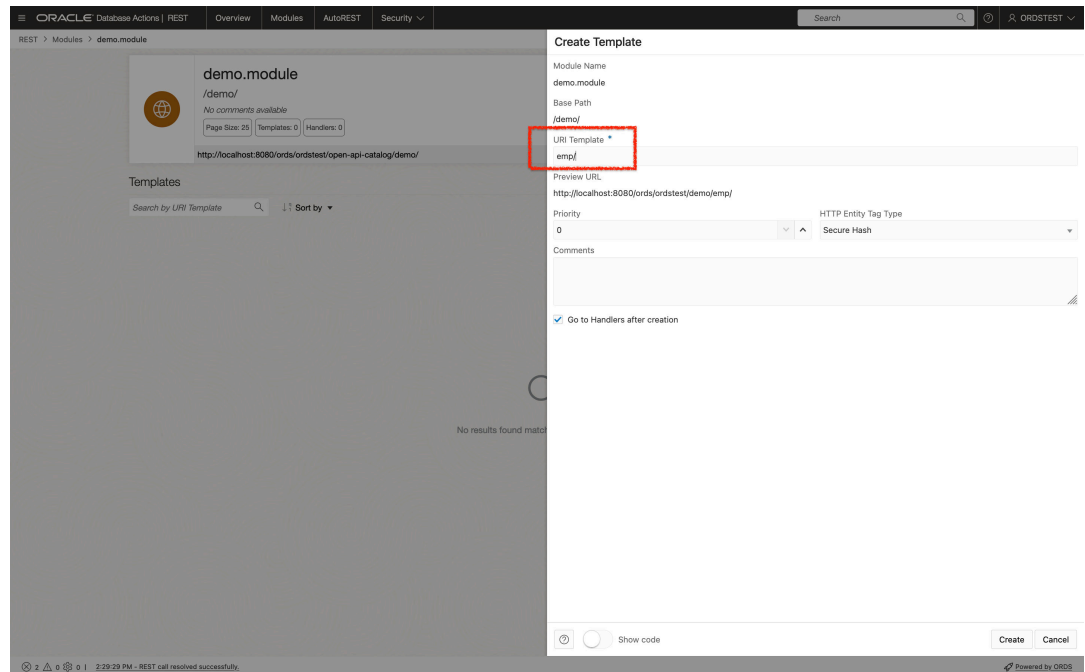 ORACLE Database Actions | REST Overview Modules AutoREST Security Search ORDSTEST
REST > Modules > demo.module
demo.module
/demo/
No comments available
Page Size: 25 Templates: 0 Handlers: 0
http://localhost:8080/ords/ordstest/open-api-catalog/demo/
Templates
Search by URI Template Sort by
No results found match
Create Template
Module Name
demo.module
Base Path
/demo/
URI Template *
emp/
Preview URL
http://localhost:8080/ords/ordstest/demo/emp/
Priority HTTP Entity Tag Type
0 Secure Hash
Comments
Go to Handlers after creation
Show code Create Cancel
2 0 0 | 2:29:29 PM - REST call resolved successfully. Powered by ORDS